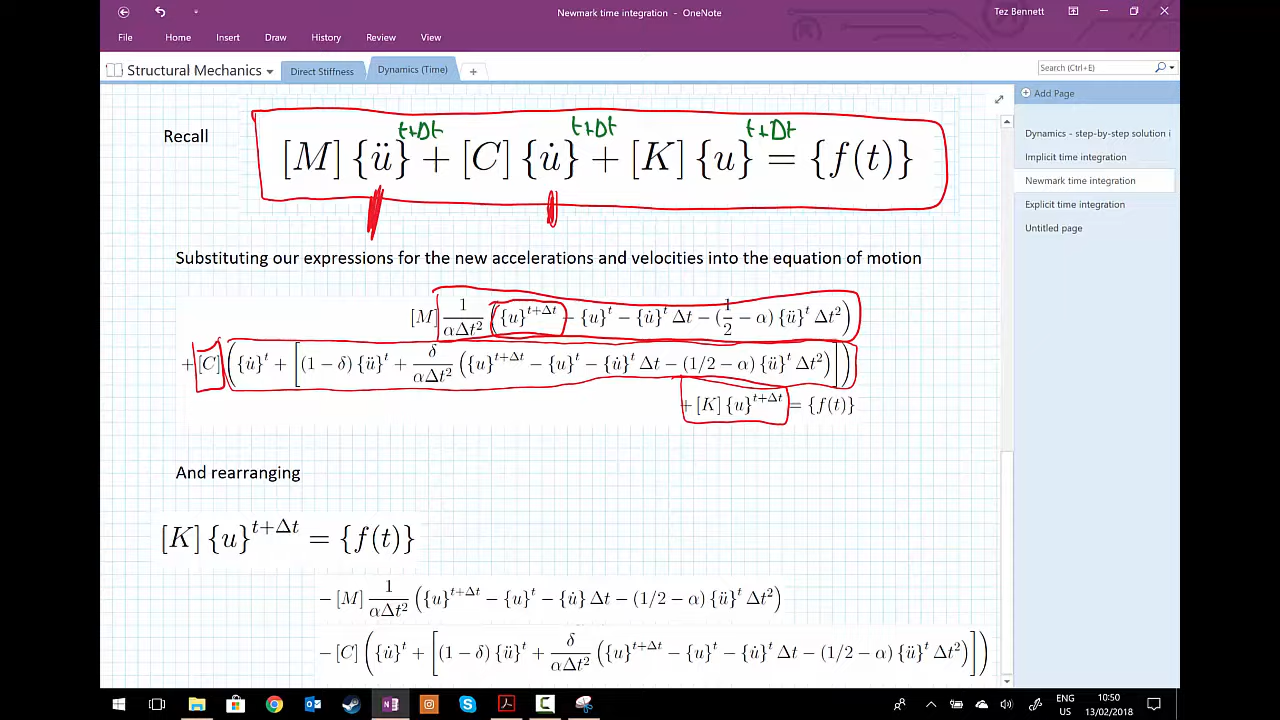 Newmark time integration - OneNote
Tez Bennett
File Home Insert Draw History Review View
Structural Mechanics Direct Stiffness Dynamics (Time) +
Search (Ctrl+E)
Add Page
Dynamics - step-by-step solution i
Implicit time integration
Newmark time integration
Explicit time integration
Untitled page
t+Δt t+Δt t+Δt
Recall [M] {ü} + [C] {u̇} + [K] {u} = {f(t)}
Substituting our expressions for the new accelerations and velocities into the equation of motion
[M] 1/αΔt² ({u}^{t+Δt} − {u}^t − {u̇}^t Δt − (1/2 − α) {ü}^t Δt²)
+ [C] ({u̇}^t + [(1 − δ) {ü}^t + δ/αΔt² ({u}^{t+Δt} − {u}^t − {u̇}^t Δt − (1/2 − α) {ü}^t Δt²)])
+ [K] {u}^{t+Δt} = {f(t)}
And rearranging
[K] {u}^{t+Δt} = {f(t)}
− [M] 1/αΔt² ({u}^{t+Δt} − {u}^t − {u̇} Δt − (1/2 − α) {ü}^t Δt²)
− [C] ({u̇}^t + [(1 − δ) {ü}^t + δ/αΔt² ({u}^{t+Δt} − {u}^t − {u̇}^t Δt − (1/2 − α) {ü}^t Δt²)])
ENG
US
10:50
13/02/2018